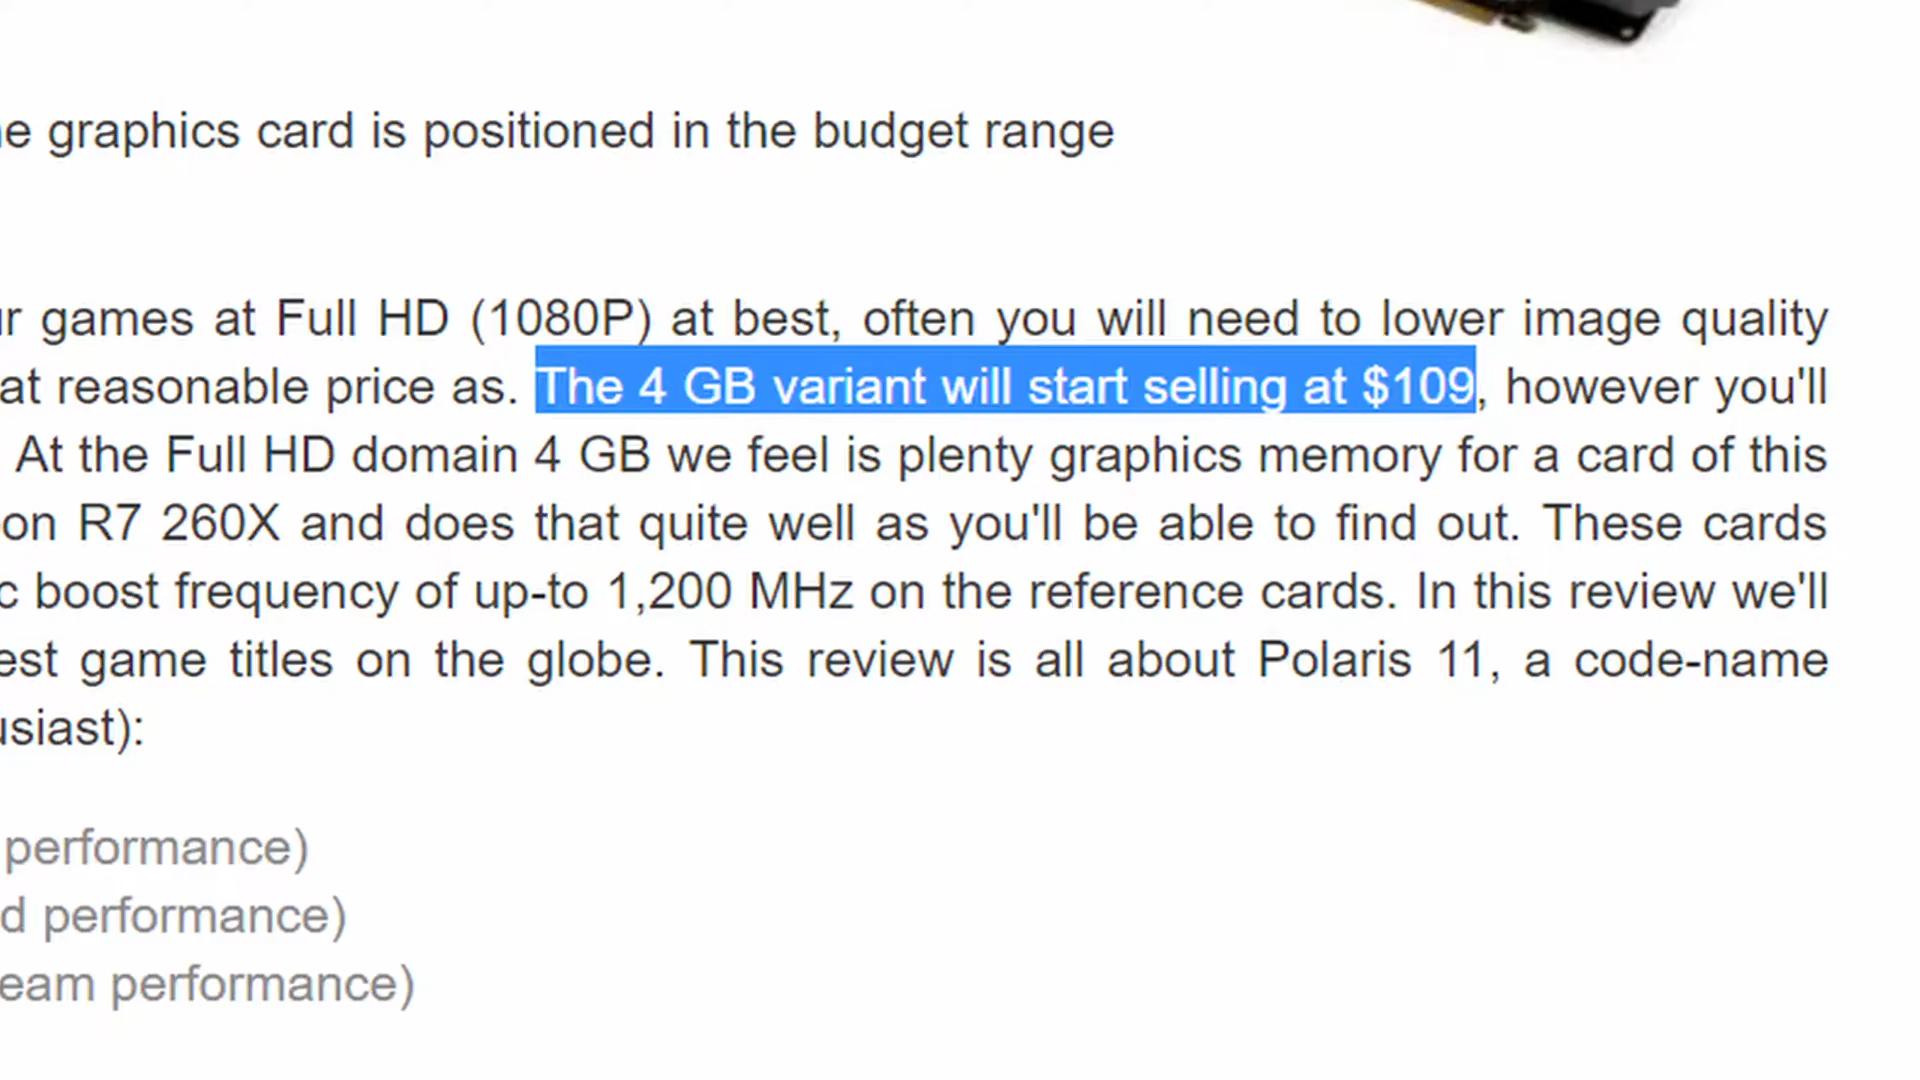 e graphics card is positioned in the budget range
r games at Full HD (1080P) at best, often you will need to lower image quality
at reasonable price as. The 4 GB variant will start selling at $109, however you'll
At the Full HD domain 4 GB we feel is plenty graphics memory for a card of this
on R7 260X and does that quite well as you'll be able to find out. These cards
c boost frequency of up-to 1,200 MHz on the reference cards. In this review we'll
est game titles on the globe. This review is all about Polaris 11, a code-name
usiast):
performance)
d performance)
eam performance)